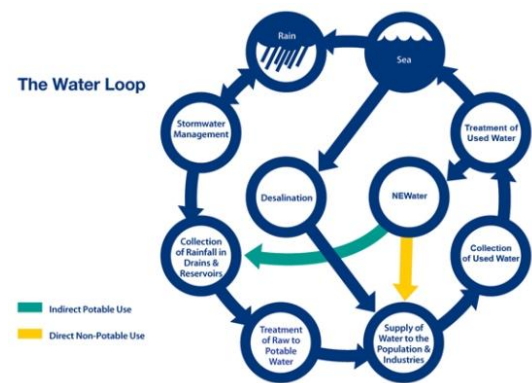 The Water Loop
Rain
Sea
Stormwater
Management
Treatment of
Used Water
Desalination
NEWater
Collection
of Rainfall in
Drains &
Reservoirs
Collection
of Used Water
Treatment
of Raw to
Potable
Water
Supply of
Water to the
Population &
Industries
Indirect Potable Use
Direct Non-Potable Use